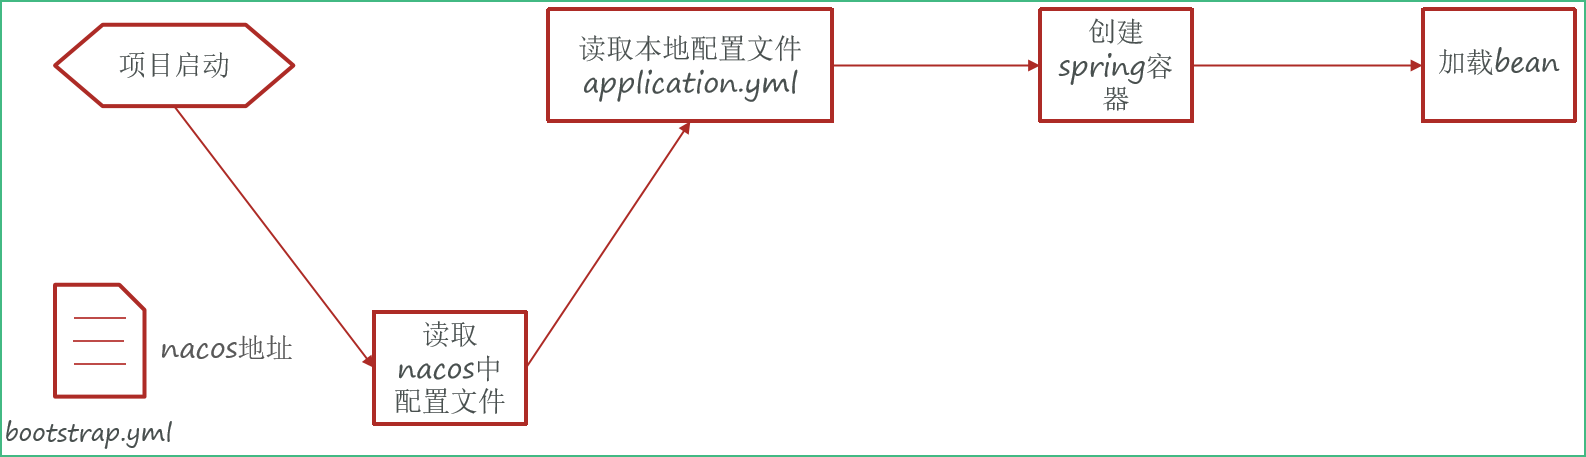 项目启动
读取本地配置文件
application.yml
创建
spring容
器
加载bean
nacos地址
读取
nacos中
配置文件
bootstrap.yml